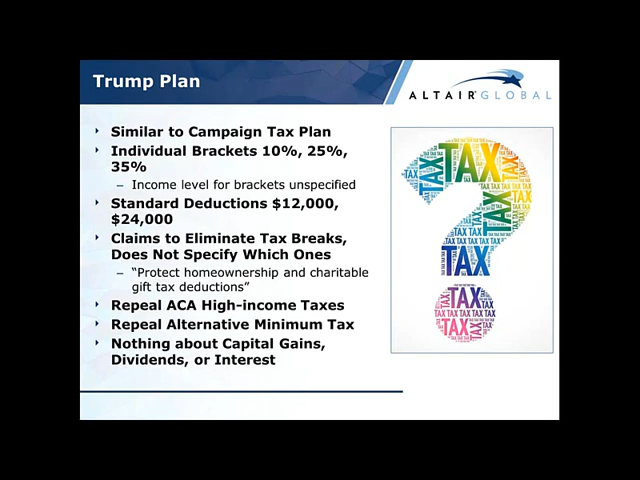 Trump Plan
ALTAIR GLOBAL
Similar to Campaign Tax Plan
Individual Brackets 10%, 25%,
35%
– Income level for brackets unspecified
Standard Deductions $12,000,
$24,000
Claims to Eliminate Tax Breaks,
Does Not Specify Which Ones
– “Protect homeownership and charitable
gift tax deductions”
Repeal ACA High-income Taxes
Repeal Alternative Minimum Tax
Nothing about Capital Gains,
Dividends, or Interest
TAX
TAX
TAX
TAX
TAX
TAX